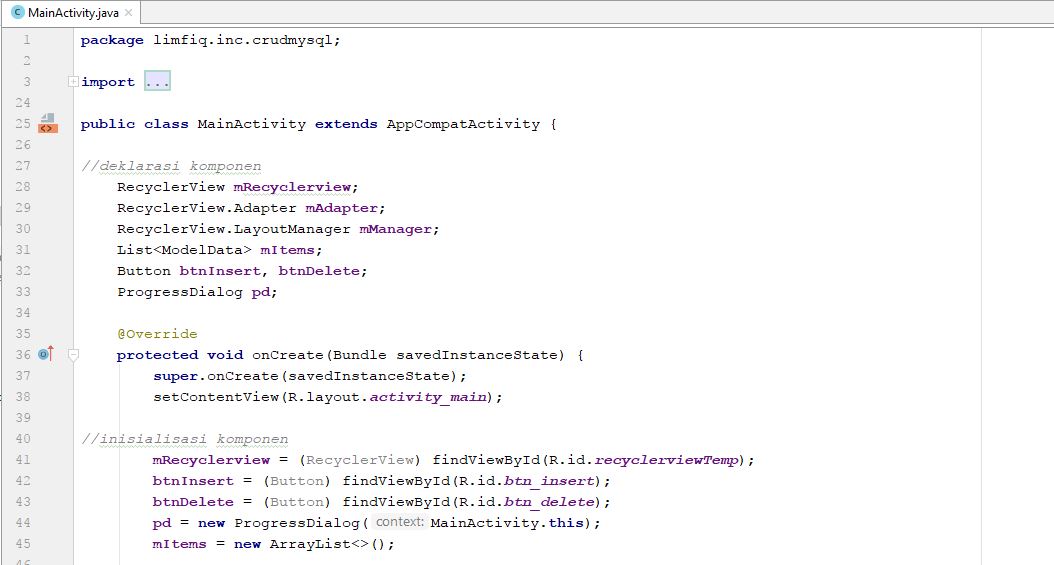 MainActivity.java
1 package limfiq.inc.crudmysql;
2
3 import ...
24
25 public class MainActivity extends AppCompatActivity {
26
27 //deklarasi komponen
28 RecyclerView mRecyclerview;
29 RecyclerView.Adapter mAdapter;
30 RecyclerView.LayoutManager mManager;
31 List<ModelData> mItems;
32 Button btnInsert, btnDelete;
33 ProgressDialog pd;
34
35 @Override
36 protected void onCreate(Bundle savedInstanceState) {
37 super.onCreate(savedInstanceState);
38 setContentView(R.layout.activity_main);
39
40 //inisialisasi komponen
41 mRecyclerview = (RecyclerView) findViewById(R.id.recyclerviewTemp);
42 btnInsert = (Button) findViewById(R.id.btn_insert);
43 btnDelete = (Button) findViewById(R.id.btn_delete);
44 pd = new ProgressDialog( context: MainActivity.this);
45 mItems = new ArrayList<>();